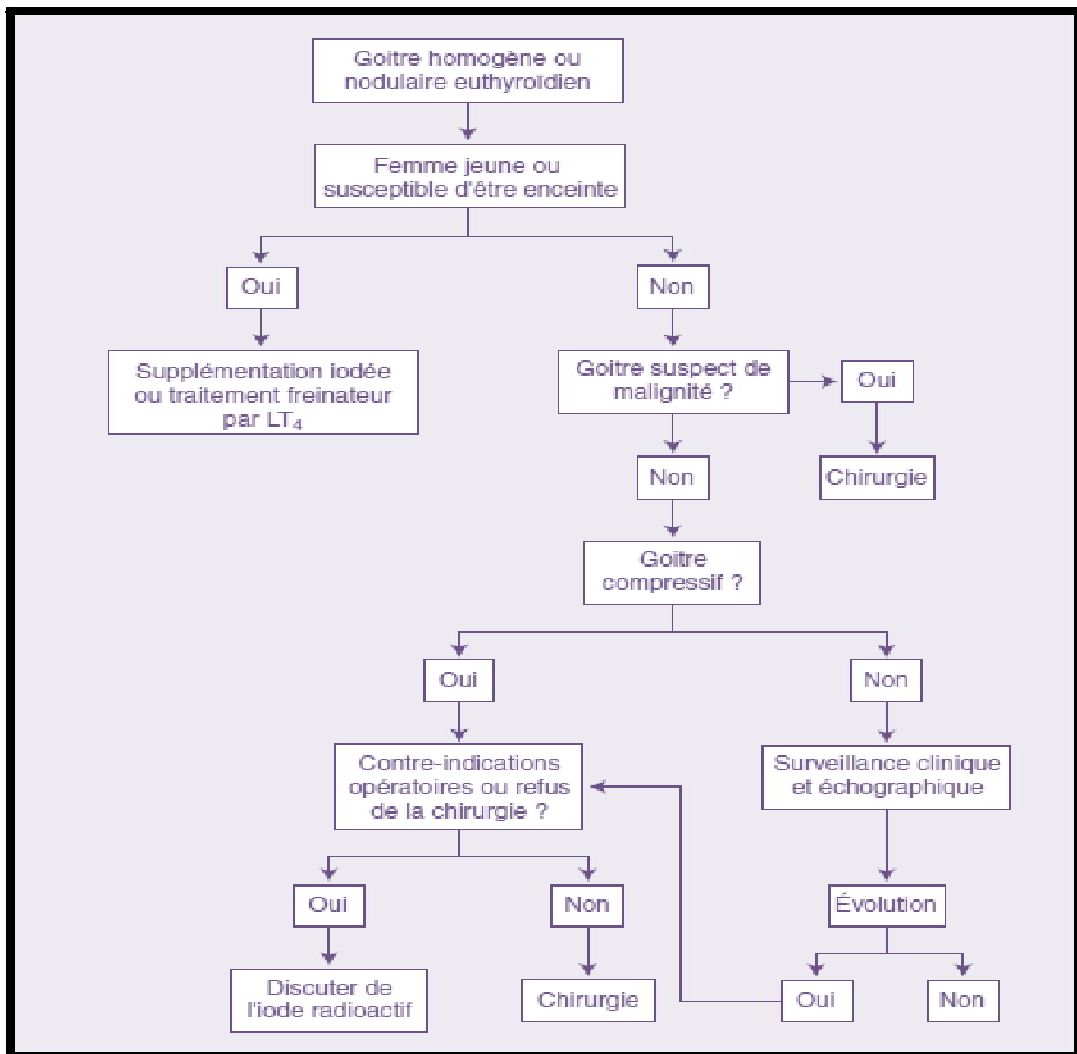 Goitre homogène ou
nodulaire euthyroïdien
Femme jeune ou
susceptible d'être enceinte
Oui
Non
Supplémentation iodée
ou traitement freinateur
par LT₄
Goitre suspect de
malignité ?
Oui
Non
Chirurgie
Goitre
compressif ?
Oui
Non
Contre-indications
opératoires ou refus
de la chirurgie ?
Surveillance clinique
et échographique
Oui
Non
Évolution
Discuter de
l'iode radioactif
Chirurgie
Oui
Non